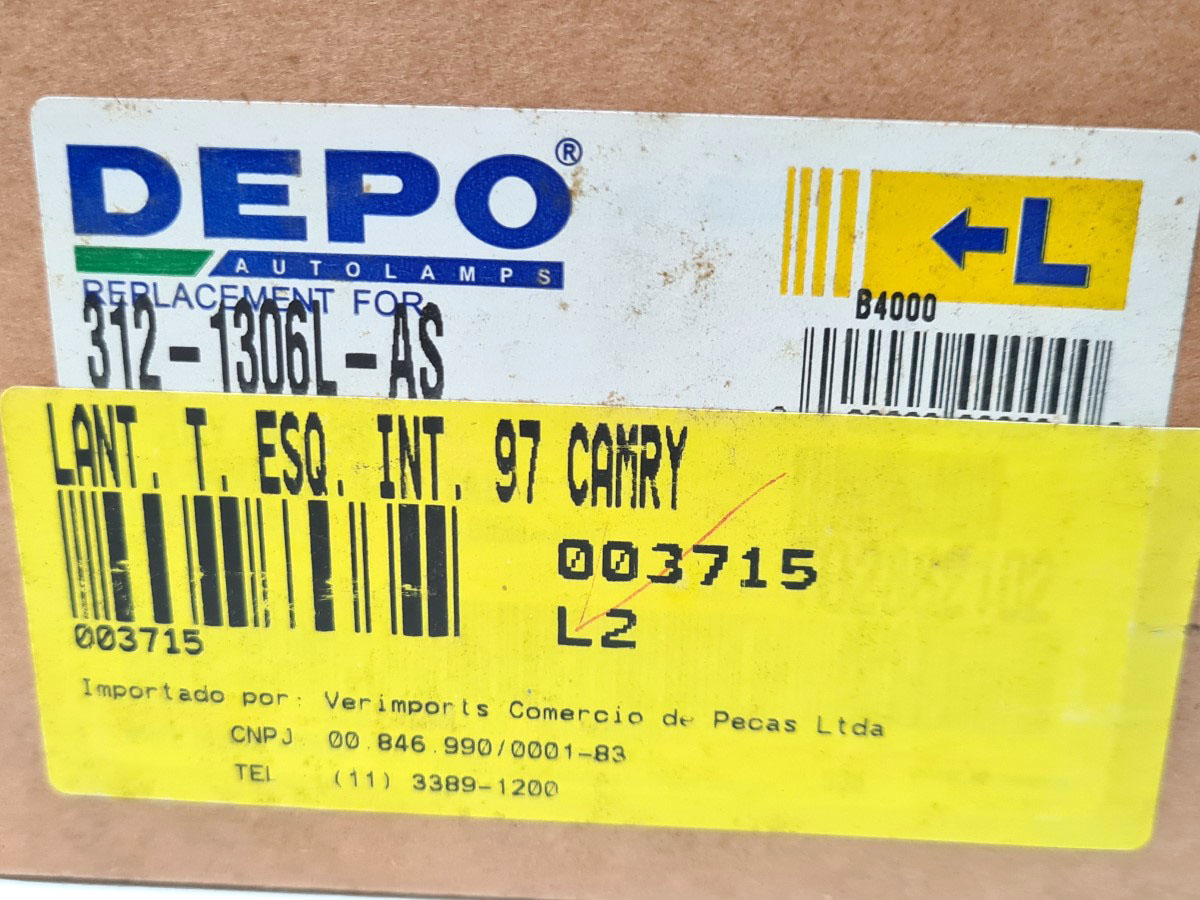 DEPO®
AUTOLAMPS
REPLACEMENT FOR
312-1306L-AS
L
B4000
LANT. T. ESQ. INT. 97 CAMRY
003715
L2
003715
Importado por: Verimports Comercio de Pecas Ltda
CNPJ 00.846.990/0001-83
TEL (11) 3389-1200